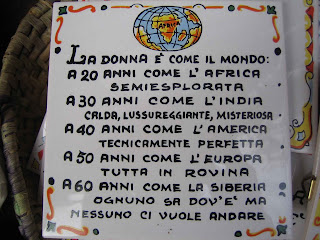 AFRICA
LA DONNA E' COME IL MONDO:
A 20 ANNI COME L'AFRICA
SEMIESPLORATA
A 30 ANNI COME L'INDIA
CALDA, LUSSUREGGIANTE, MISTERIOSA
A 40 ANNI COME L'AMERICA
TECNICAMENTE PERFETTA
A 50 ANNI COME L'EUROPA
TUTTA IN ROVINA
A 60 ANNI COME LA SIBERIA
OGNUNO SA DOV'E' MA
NESSUNO CI VUOLE ANDARE